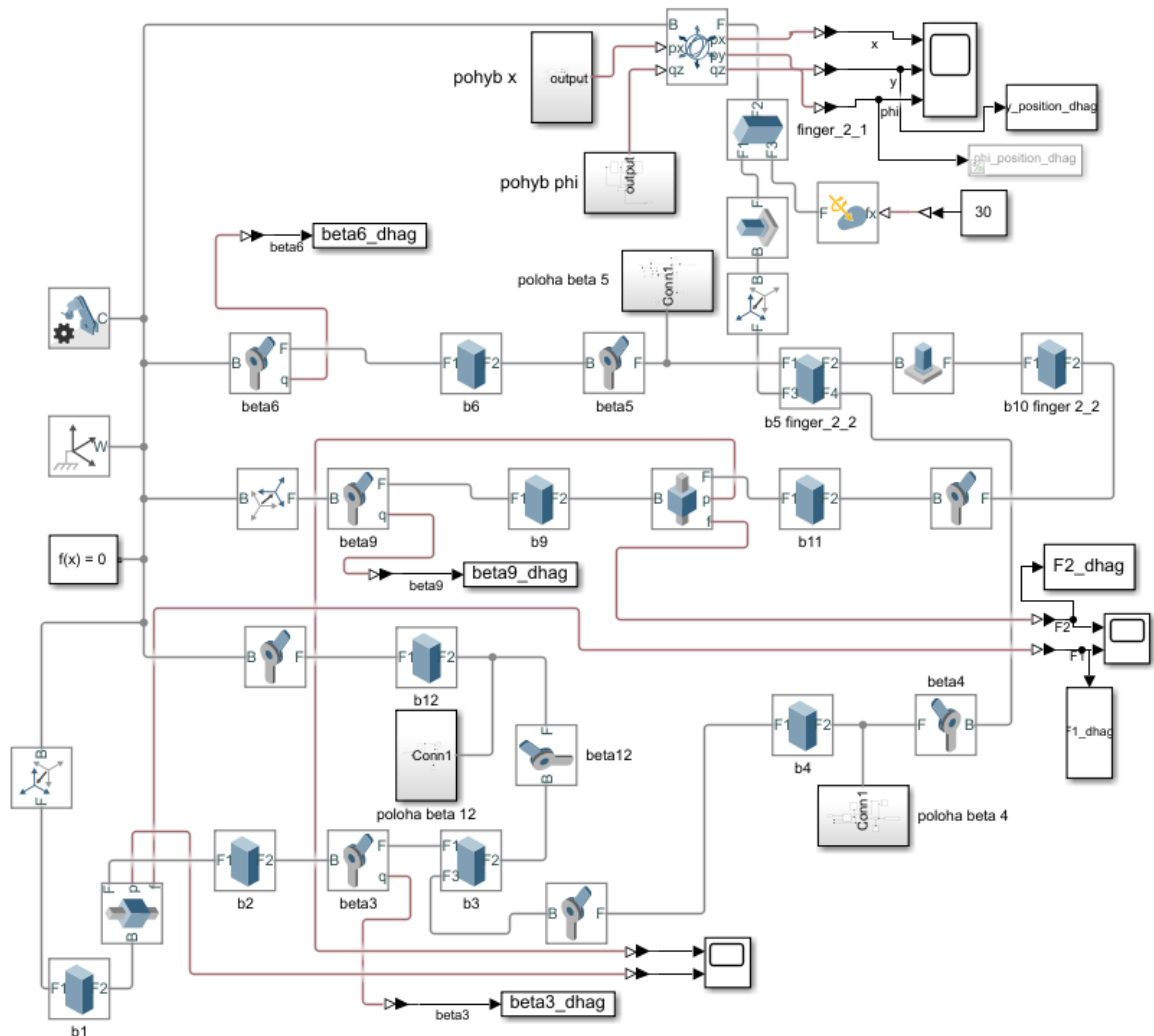 B
F
px
py
qz
px
qz
x
y
phi
pohyb x
output
pohyb phi
output
finger_2_1
y_position_dhag
phi_position_dhag
F2
F1
F3
F
fx
30
F
B
B
F
beta6
beta6_dhag
poloha beta 5
Conn1
C
B
F
q
beta6
F1
F2
b6
B
F
beta5
F1
F2
F3
F4
b5 finger_2_2
B
F
F1
F2
b10 finger 2_2
W
B
F
B
F
q
beta9
F1
F2
b9
B
F
p
f
F1
F2
b11
B
F
f(x) = 0
beta9
beta9_dhag
F2_dhag
F2
F1
F1_dhag
B
F
F1
F2
b12
Conn1
poloha beta 12
F
B
beta12
F1
F2
b4
beta4
F
B
Conn1
poloha beta 4
B
F
F
p
f
B
F1
F2
b2
B
F
q
beta3
F1
F2
F3
b3
B
F
F1
F2
b1
beta3
beta3_dhag